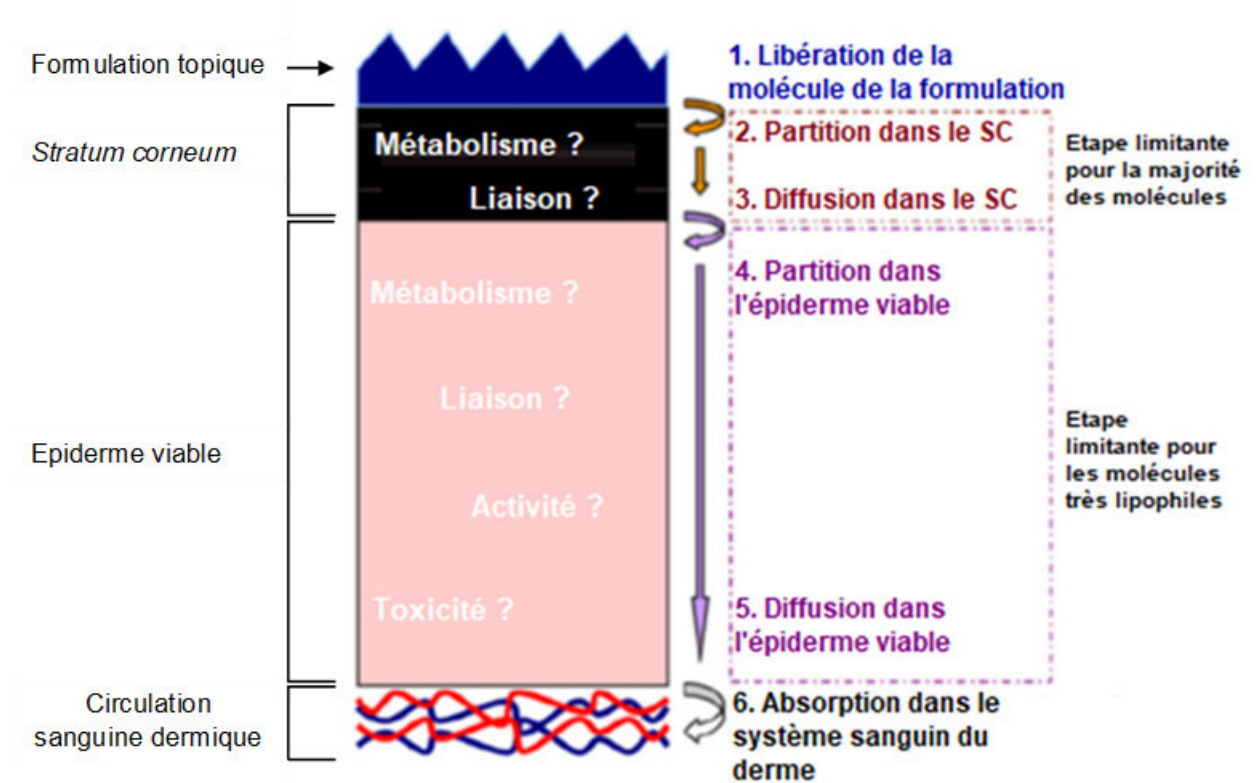 Formulation topique
Stratum corneum
Epiderme viable
Circulation
sanguine dermique
Métabolisme ?
Liaison ?
Métabolisme ?
Liaison ?
Activité ?
Toxicité ?
1. Libération de la
molécule de la formulation
2. Partition dans le SC
3. Diffusion dans le SC
4. Partition dans
l'épiderme viable
5. Diffusion dans
l'épiderme viable
6. Absorption dans le
système sanguin du
derme
Etape limitante
pour la majorité
des molécules
Etape
limitante pour
les molécules
très lipophiles